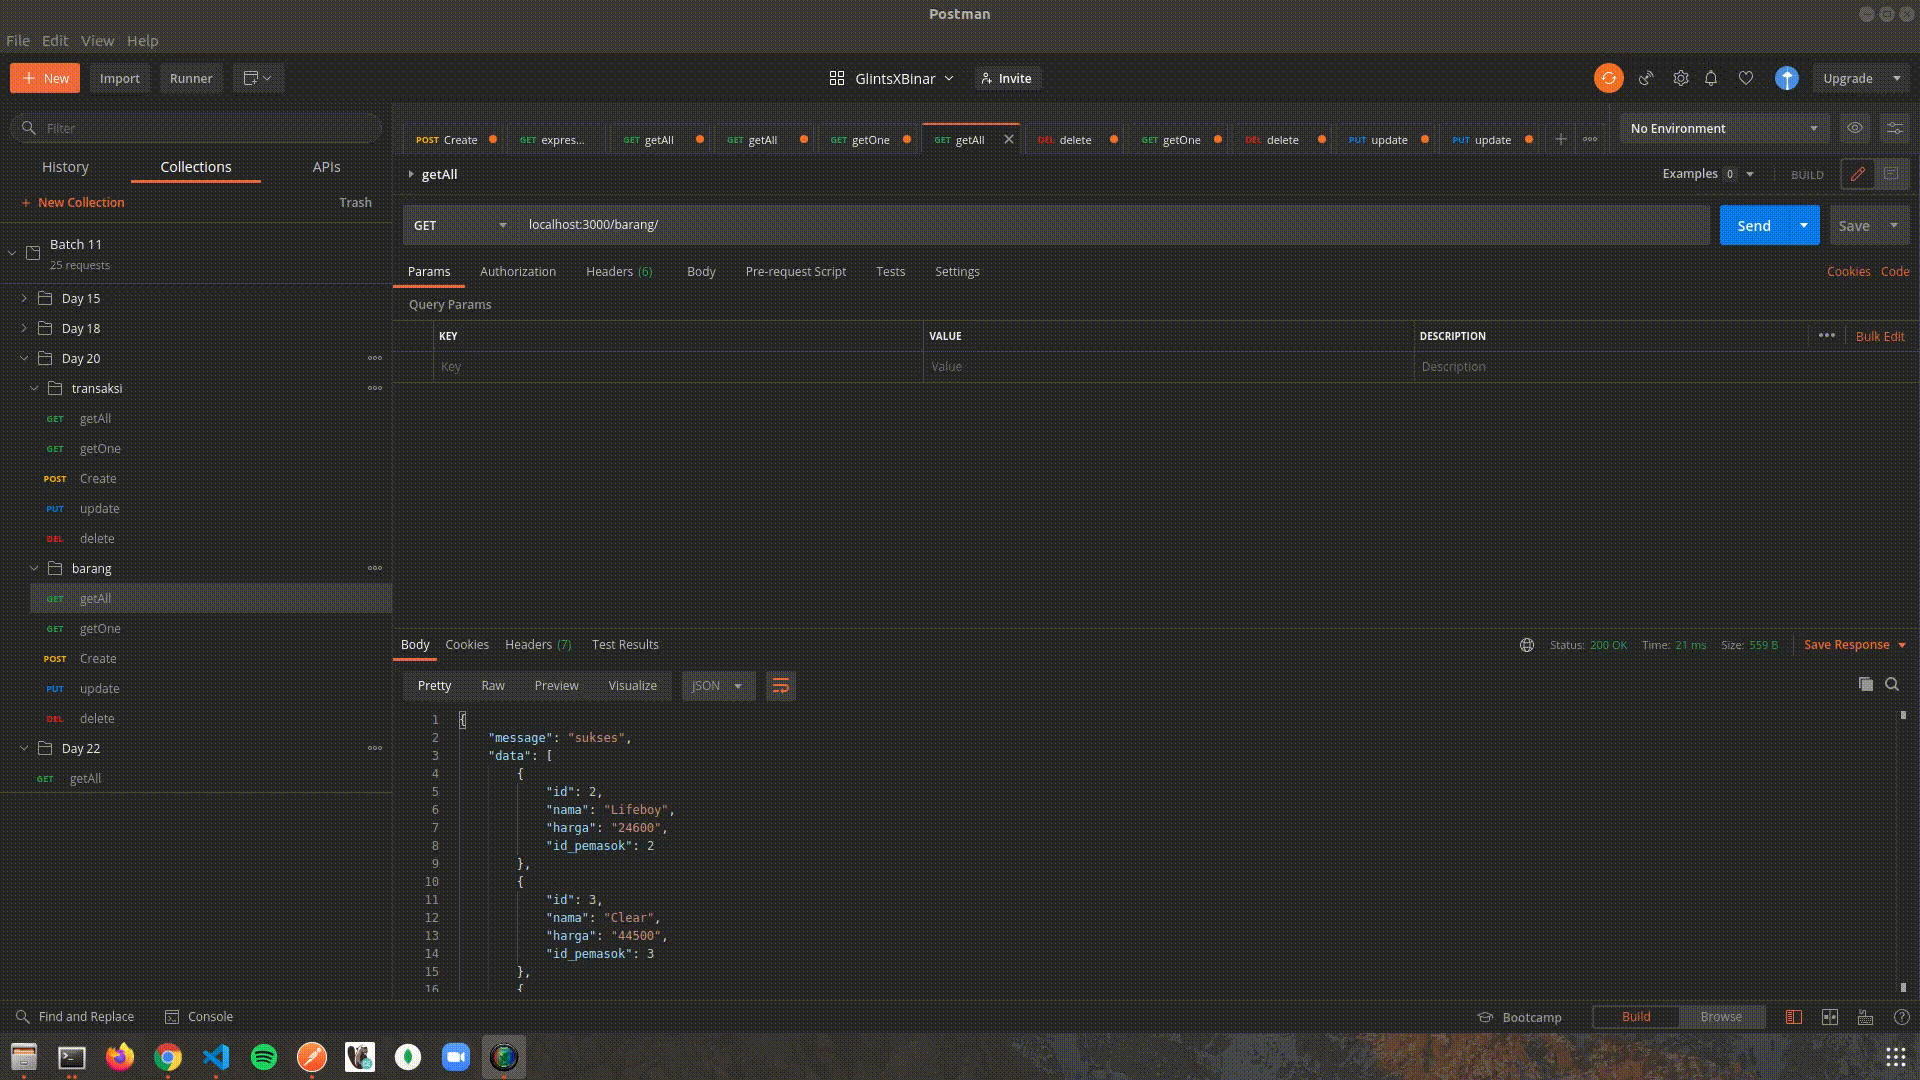 Postman
File Edit View Help
+ New Import Runner
GlintsXBinar Invite
Upgrade
Filter
History Collections APIs
+ New Collection Trash
Batch 11
25 requests
Day 15
Day 18
Day 20
transaksi
GET getAll
GET getOne
POST Create
PUT update
DEL delete
barang
GET getAll
GET getOne
POST Create
PUT update
DEL delete
Day 22
GET getAll
POST Create GET expres... GET getAll GET getAll GET getOne GET getAll DEL delete GET getOne DEL delete PUT update PUT update
No Environment
getAll
Examples 0 BUILD
GET localhost:3000/barang/
Send Save
Params Authorization Headers (6) Body Pre-request Script Tests Settings
Cookies Code
Query Params
KEY VALUE DESCRIPTION Bulk Edit
Key Value Description
Body Cookies Headers (7) Test Results
Status: 200 OK Time: 21 ms Size: 559 B Save Response
Pretty Raw Preview Visualize JSON
1 {
2 "message": "sukses",
3 "data": [
4 {
5 "id": 2,
6 "nama": "Lifeboy",
7 "harga": "24600",
8 "id_pemasok": 2
9 },
10 {
11 "id": 3,
12 "nama": "Clear",
13 "harga": "44500",
14 "id_pemasok": 3
15 },
16 {
Find and Replace Console
Bootcamp Build Browse